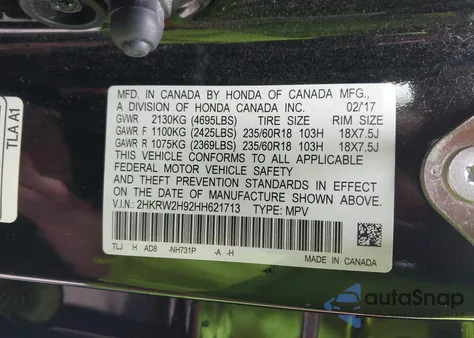 TLA A1
MFD. IN CANADA BY HONDA OF CANADA MFG.,
A DIVISION OF HONDA CANADA INC. 02/17
GVWR 2130KG (4695LBS) TIRE SIZE RIM SIZE
GAWR F 1100KG (2425LBS) 235/60R18 103H 18X7.5J
GAWR R 1075KG (2369LBS) 235/60R18 103H 18X7.5J
THIS VEHICLE CONFORMS TO ALL APPLICABLE
FEDERAL MOTOR VEHICLE SAFETY, BUMPER,
AND THEFT PREVENTION STANDARDS IN EFFECT
ON THE DATE OF MANUFACTURE SHOWN ABOVE.
V.I.N.: 2HKRW2H92HH621713 TYPE: MPV
TLJ H AD8 -NH731P -A -H
MADE IN CANADA
autoSnap